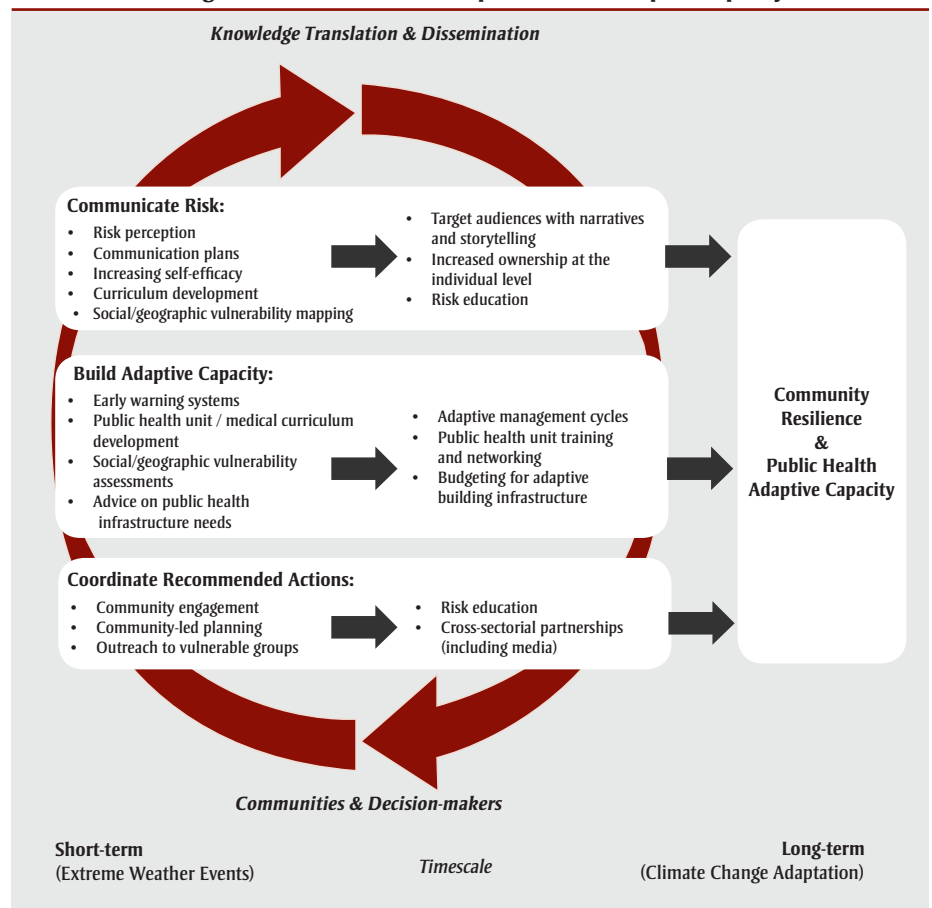 Knowledge Translation & Dissemination
Communicate Risk:
• Risk perception
• Communication plans
• Increasing self-efficacy
• Curriculum development
• Social/geographic vulnerability mapping
• Target audiences with narratives
and storytelling
• Increased ownership at the
individual level
• Risk education
Build Adaptive Capacity:
• Early warning systems
• Public health unit / medical curriculum
development
• Social/geographic vulnerability
assessments
• Advice on public health
infrastructure needs
• Adaptive management cycles
• Public health unit training
and networking
• Budgeting for adaptive
building infrastructure
Coordinate Recommended Actions:
• Community engagement
• Community-led planning
• Outreach to vulnerable groups
• Risk education
• Cross-sectorial partnerships
(including media)
Community
Resilience
&
Public Health
Adaptive Capacity
Communities & Decision-makers
Short-term
(Extreme Weather Events)
Timescale
Long-term
(Climate Change Adaptation)